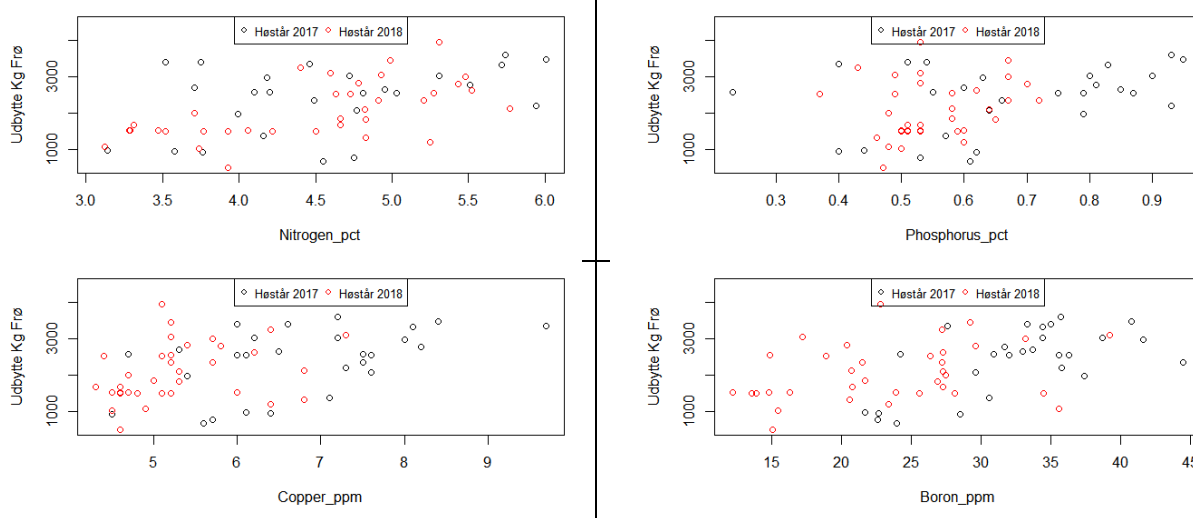 Høstår 2017 Høstår 2018
Udbytte Kg Frø
1000 3000
3.0 3.5 4.0 4.5 5.0 5.5 6.0
Nitrogen_pct
Høstår 2017 Høstår 2018
Udbytte Kg Frø
1000 3000
0.3 0.4 0.5 0.6 0.7 0.8 0.9
Phosphorus_pct
Høstår 2017 Høstår 2018
Udbytte Kg Frø
1000 3000
5 6 7 8 9
Copper_ppm
Høstår 2017 Høstår 2018
Udbytte Kg Frø
1000 3000
15 20 25 30 35 40 45
Boron_ppm